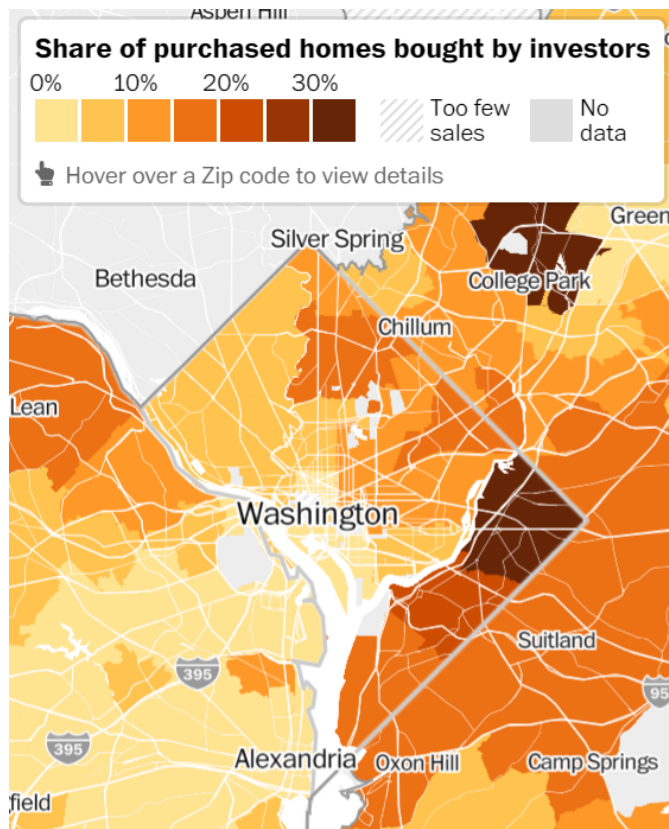 Aspen Hill
Share of purchased homes bought by investors
0% 10% 20% 30%
Too few
sales
No
data
Hover over a Zip code to view details
Green
Silver Spring
Bethesda
College Park
Chillum
Lean
Washington
Suitland
395
95
395
Alexandria
Oxon Hill
Camp Springs
gfield